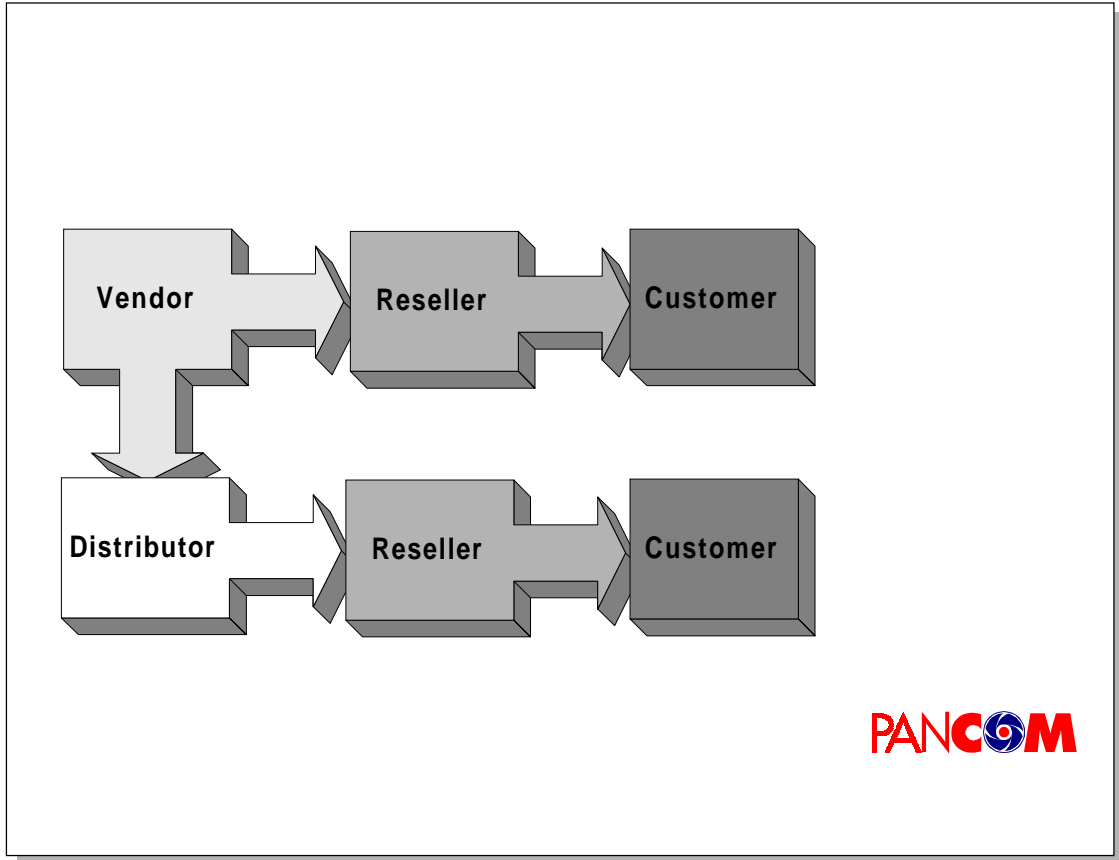 Vendor
Reseller
Customer
Distributor
Reseller
Customer
PANCOM